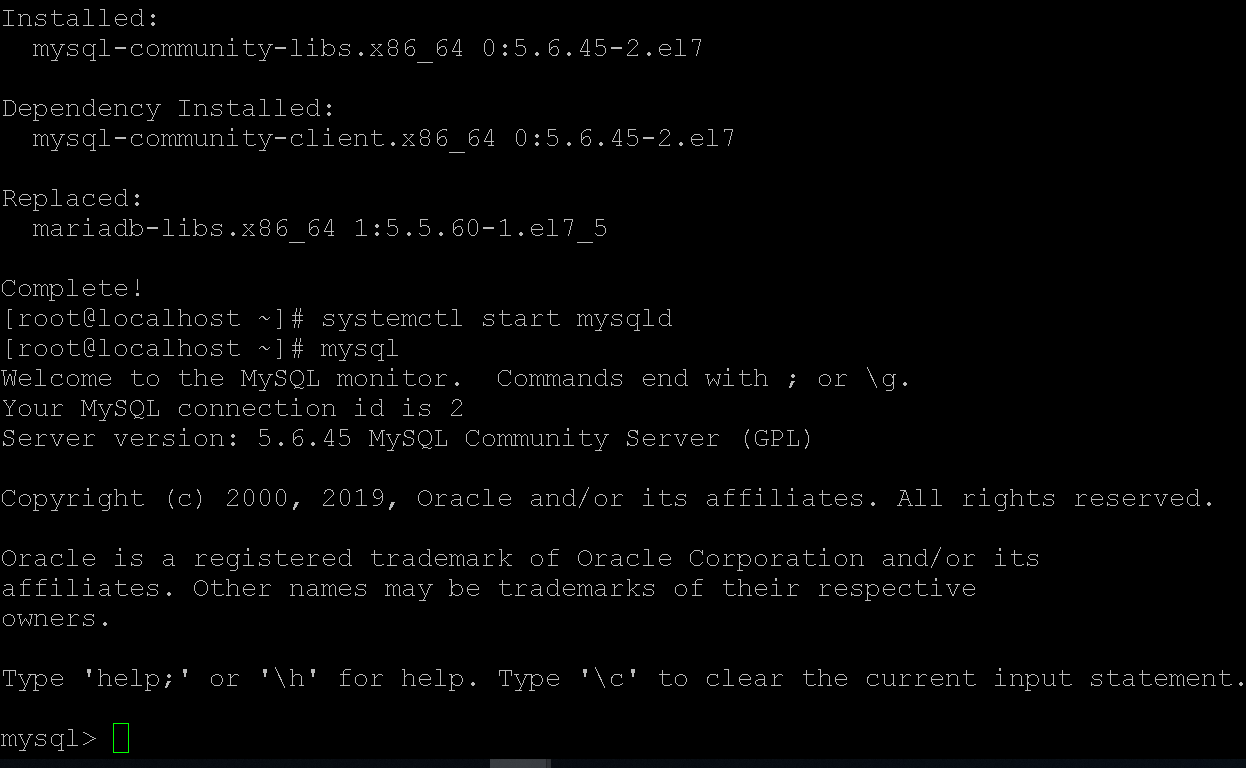 Installed:
  mysql-community-libs.x86_64 0:5.6.45-2.el7
Dependency Installed:
  mysql-community-client.x86_64 0:5.6.45-2.el7
Replaced:
  mariadb-libs.x86_64 1:5.5.60-1.el7_5
Complete!
[root@localhost ~]# systemctl start mysqld
[root@localhost ~]# mysql
Welcome to the MySQL monitor.  Commands end with ; or \g.
Your MySQL connection id is 2
Server version: 5.6.45 MySQL Community Server (GPL)
Copyright (c) 2000, 2019, Oracle and/or its affiliates. All rights reserved.
Oracle is a registered trademark of Oracle Corporation and/or its
affiliates. Other names may be trademarks of their respective
owners.
Type 'help;' or '\h' for help. Type '\c' to clear the current input statement.
mysql>